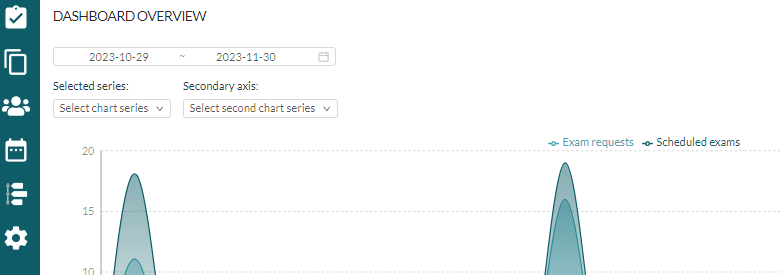 DASHBOARD OVERVIEW
2023-10-29 ~ 2023-11-30
Selected series: Secondary axis:
Select chart series Select second chart series
Exam requests Scheduled exams
20
15
10